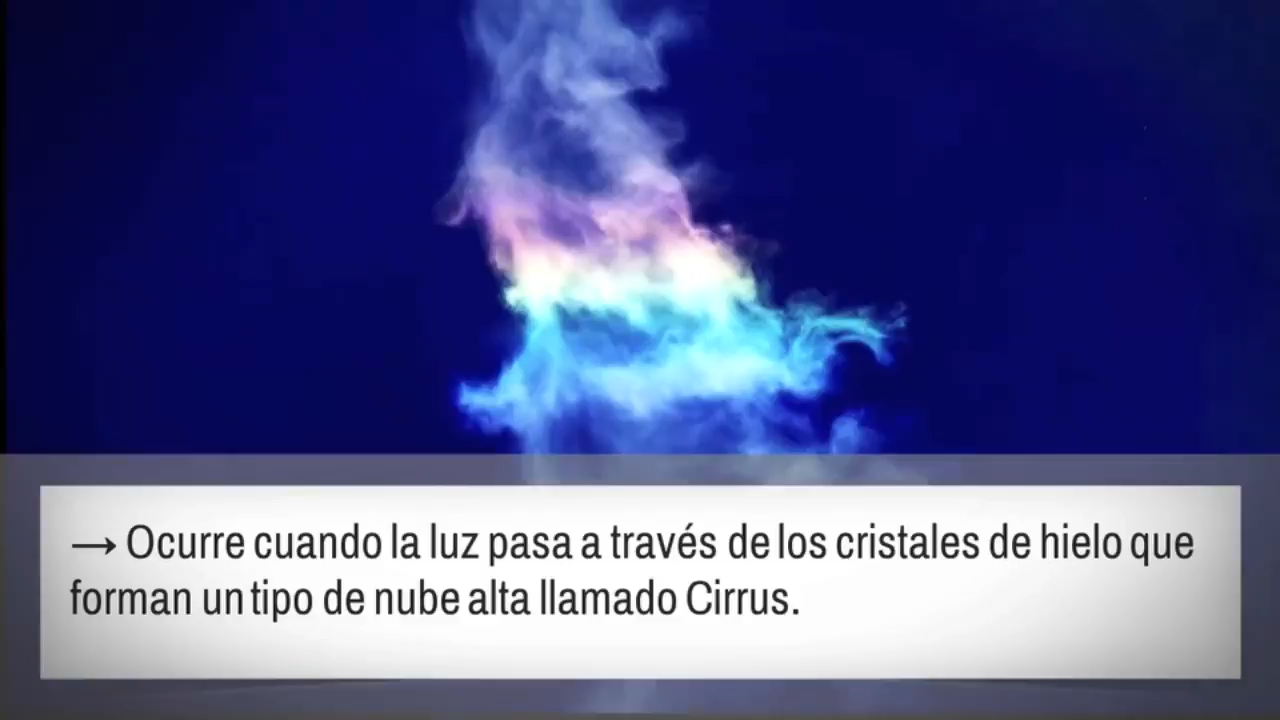 → Ocurre cuando la luz pasa a través de los cristales de hielo que
forman un tipo de nube alta llamado Cirrus.